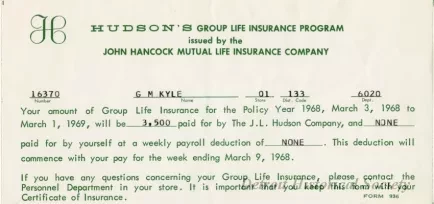 HUDSON'S GROUP LIFE INSURANCE PROGRAM
issued by the
JOHN HANCOCK MUTUAL LIFE INSURANCE COMPANY
16370 G M KYLE 01 133 6020
Number Name Store Dist. Code Dept.
Your amount of Group Life Insurance for the Policy Year 1968, March 3, 1968 to
March 1, 1969, will be 3,500 paid for by The J.L. Hudson Company, and NONE
paid for by yourself at a weekly payroll deduction of NONE . This deduction will
commence with your pay for the week ending March 9, 1968.
If you have any questions concerning your Group Life Insurance, please contact the
Personnel Department in your store. It is important that you keep this form with your
Certificate of Insurance. FORM
Detroit Historical Society